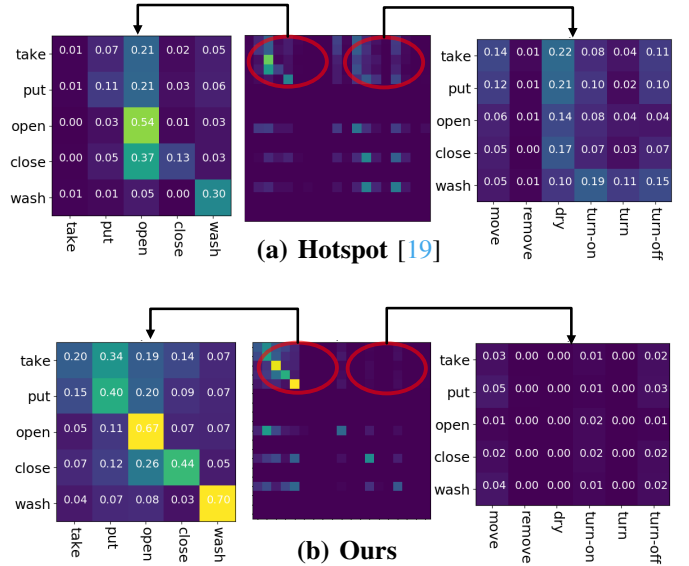 take 0.01 0.07 0.21 0.02 0.05
put 0.01 0.11 0.21 0.03 0.06
open 0.00 0.03 0.54 0.01 0.03
close 0.00 0.05 0.37 0.13 0.03
wash 0.01 0.01 0.05 0.00 0.30
take put open close wash
take 0.14 0.01 0.22 0.08 0.04 0.11
put 0.12 0.01 0.21 0.10 0.02 0.10
open 0.06 0.01 0.14 0.08 0.04 0.04
close 0.05 0.00 0.17 0.07 0.03 0.07
wash 0.05 0.01 0.10 0.19 0.11 0.15
move remove dry turn-on turn turn-off
(a) Hotspot [19]
take 0.20 0.34 0.19 0.14 0.07
put 0.15 0.40 0.20 0.09 0.07
open 0.05 0.11 0.67 0.07 0.07
close 0.07 0.12 0.26 0.44 0.05
wash 0.04 0.07 0.08 0.03 0.70
take put open close wash
take 0.03 0.00 0.00 0.01 0.00 0.02
put 0.05 0.00 0.00 0.01 0.00 0.03
open 0.01 0.00 0.00 0.02 0.00 0.01
close 0.02 0.00 0.00 0.02 0.00 0.02
wash 0.04 0.00 0.00 0.01 0.00 0.02
move remove dry turn-on turn turn-off
(b) Ours